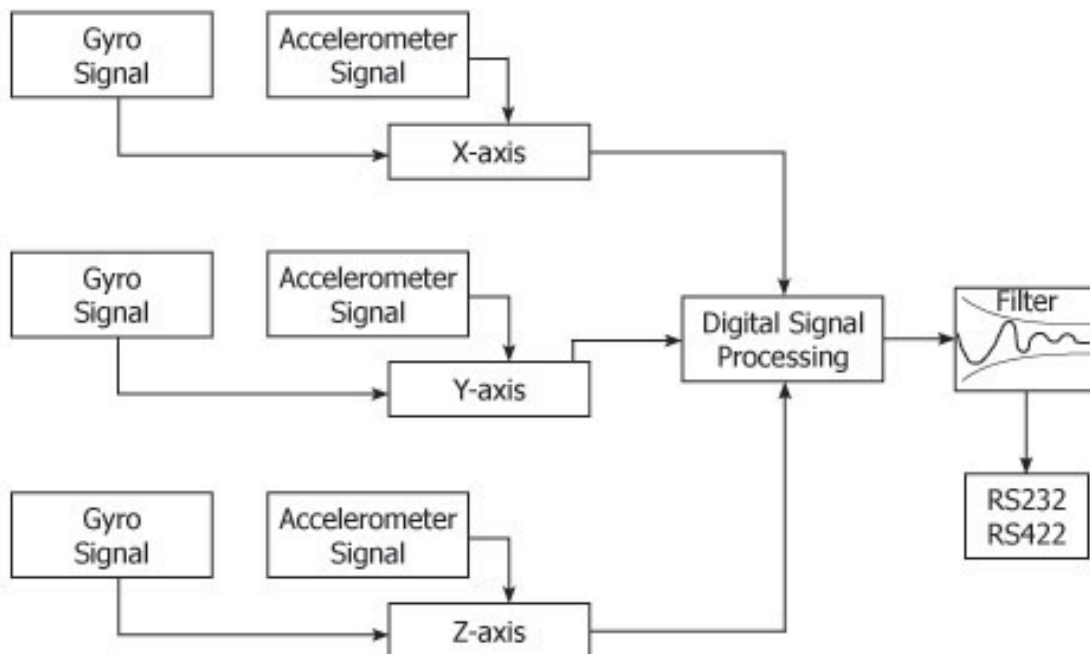 Gyro
Signal
Accelerometer
Signal
X-axis
Gyro
Signal
Accelerometer
Signal
Y-axis
Digital Signal
Processing
Filter
RS232
RS422
Gyro
Signal
Accelerometer
Signal
Z-axis